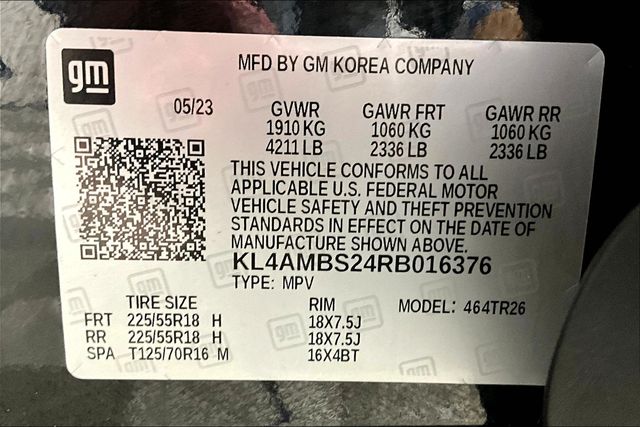 gm
MFD BY GM KOREA COMPANY
05/23 GVWR GAWR FRT GAWR RR
1910 KG 1060 KG 1060 KG
4211 LB 2336 LB 2336 LB
THIS VEHICLE CONFORMS TO ALL
APPLICABLE U.S. FEDERAL MOTOR
VEHICLE SAFETY AND THEFT PREVENTION
STANDARDS IN EFFECT ON THE DATE OF
MANUFACTURE SHOWN ABOVE.
KL4AMBS24RB016376
TYPE: MPV
TIRE SIZE RIM MODEL: 464TR26
FRT 225/55R18 H 18X7.5J
RR 225/55R18 H 18X7.5J
SPA T125/70R16 M 16X4BT